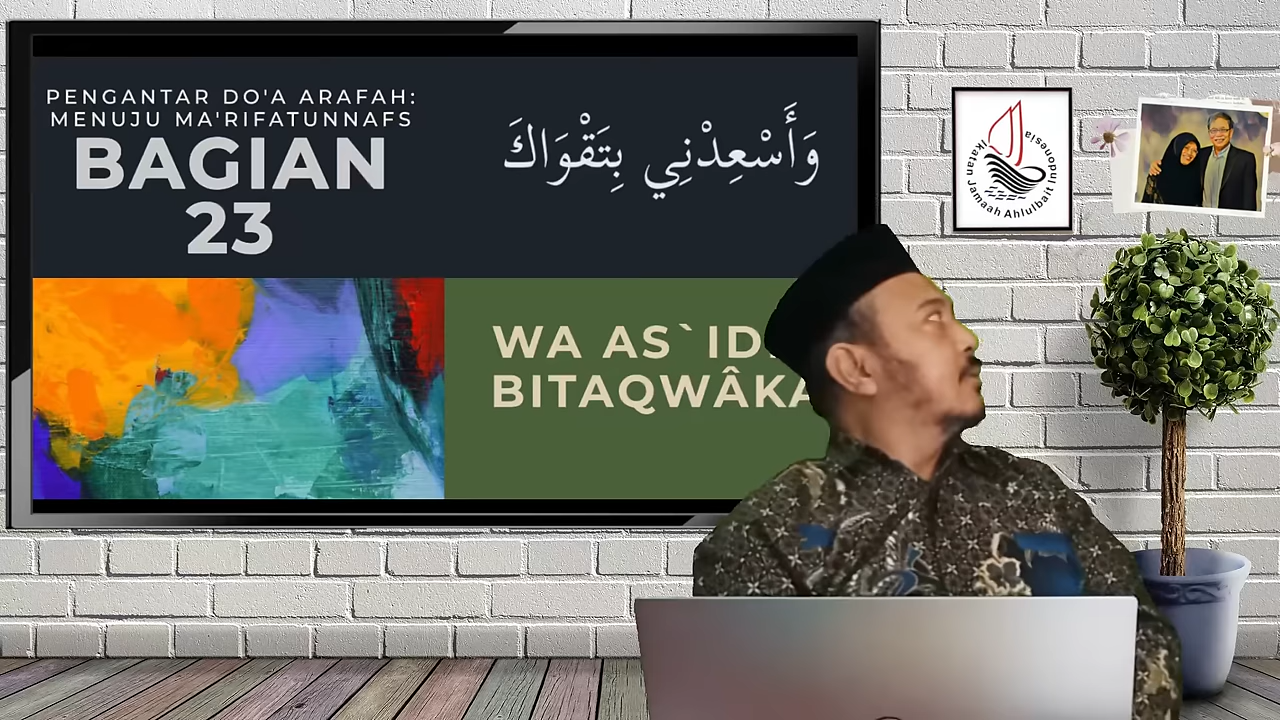 PENGANTAR DO'A ARAFAH:
MENUJU MA'RIFATUNNAFS
BAGIAN
23
وَأَسْعِدْنِي بِتَقْوَاكَ
WA AS`ID
BITAQWÂKA
Ikatan Jamaah Ahlulbait Indonesia